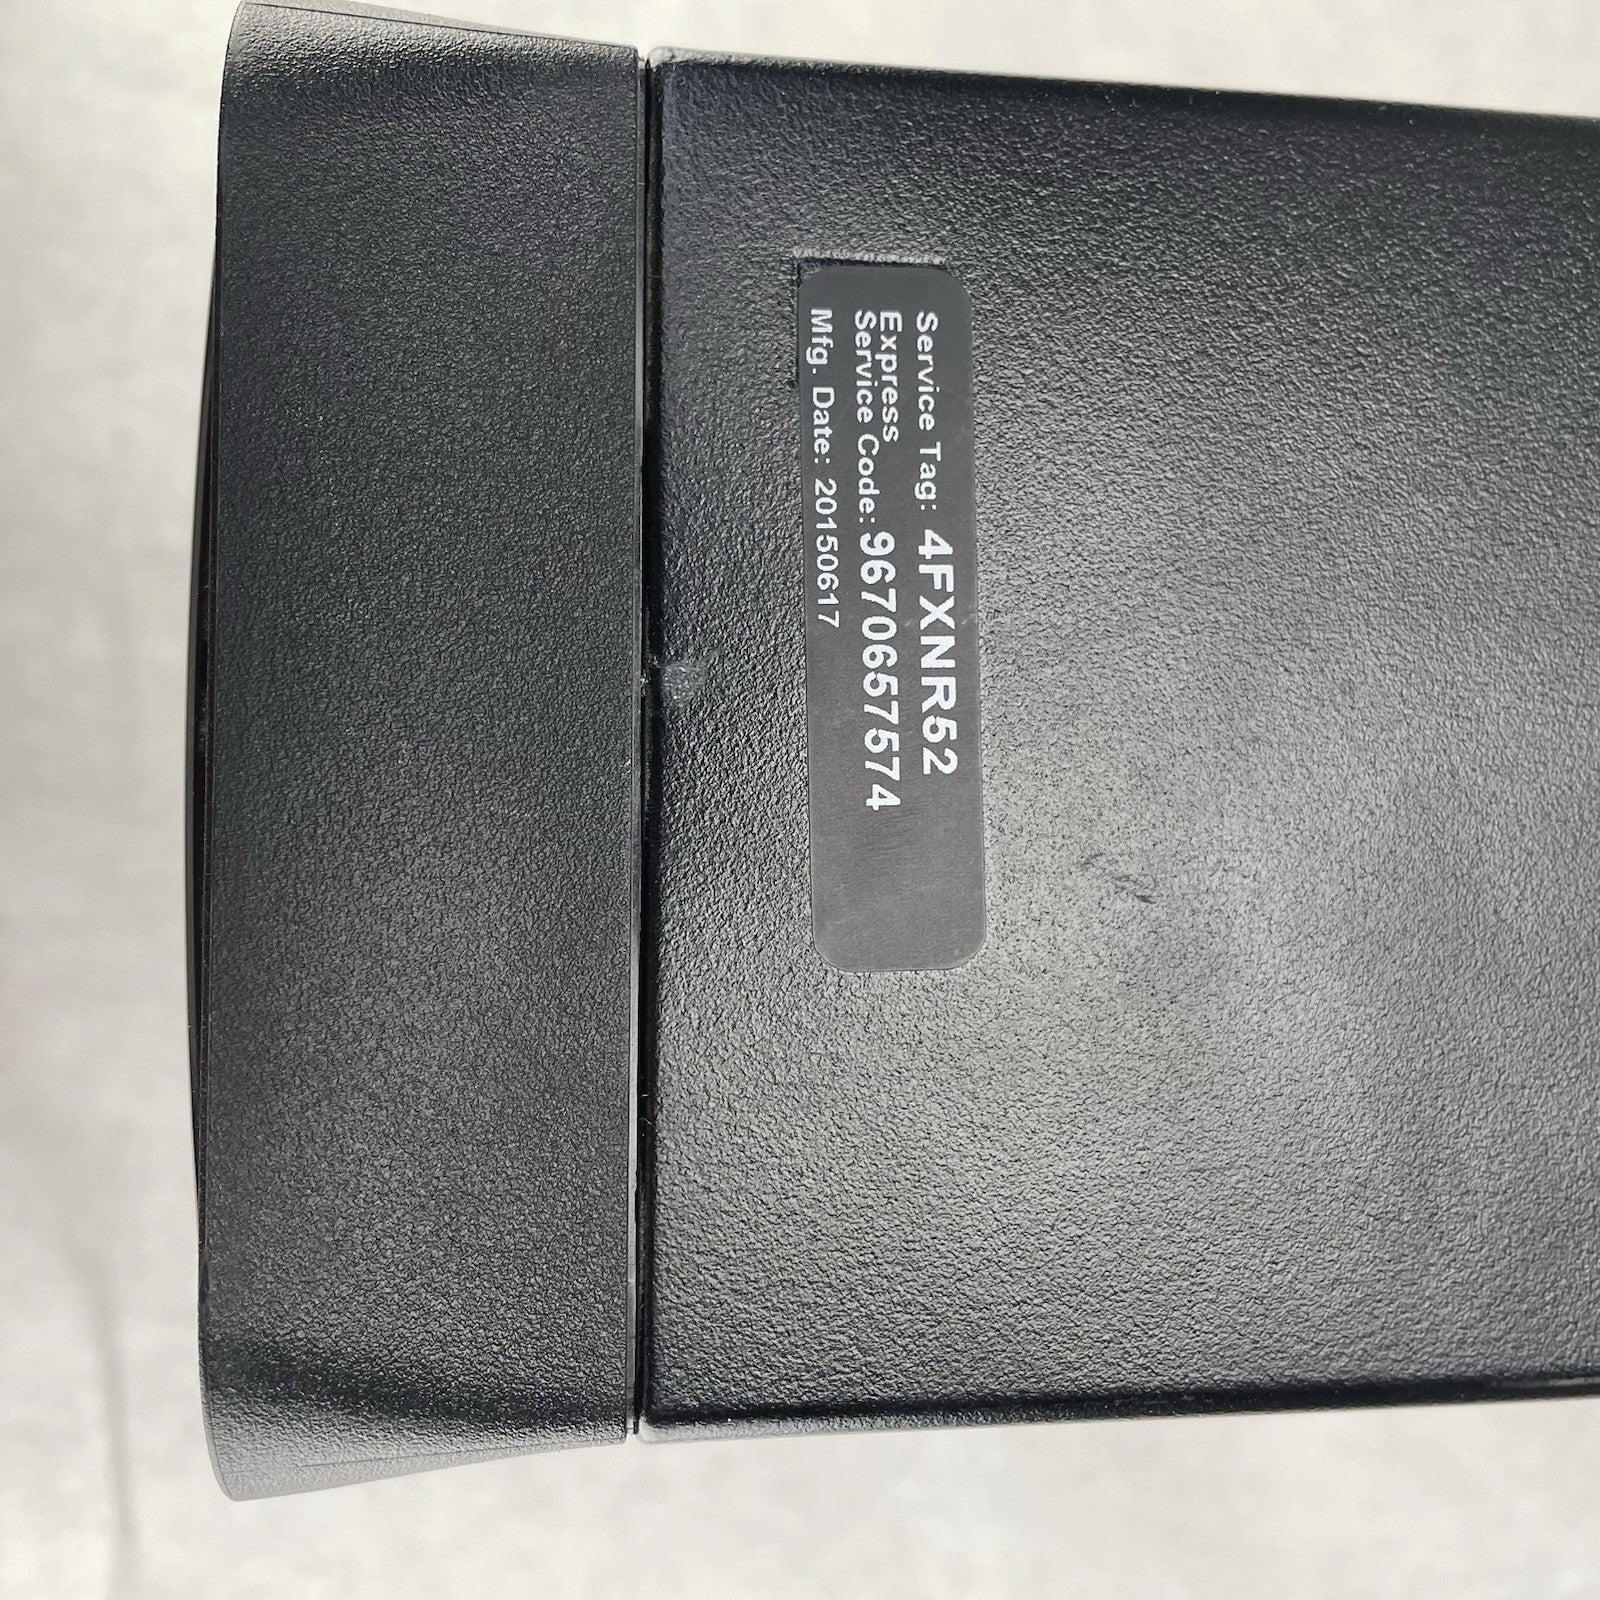 Service Tag: 4FXNR52
Express
Service Code: 9670657574
Mfg. Date: 20150617